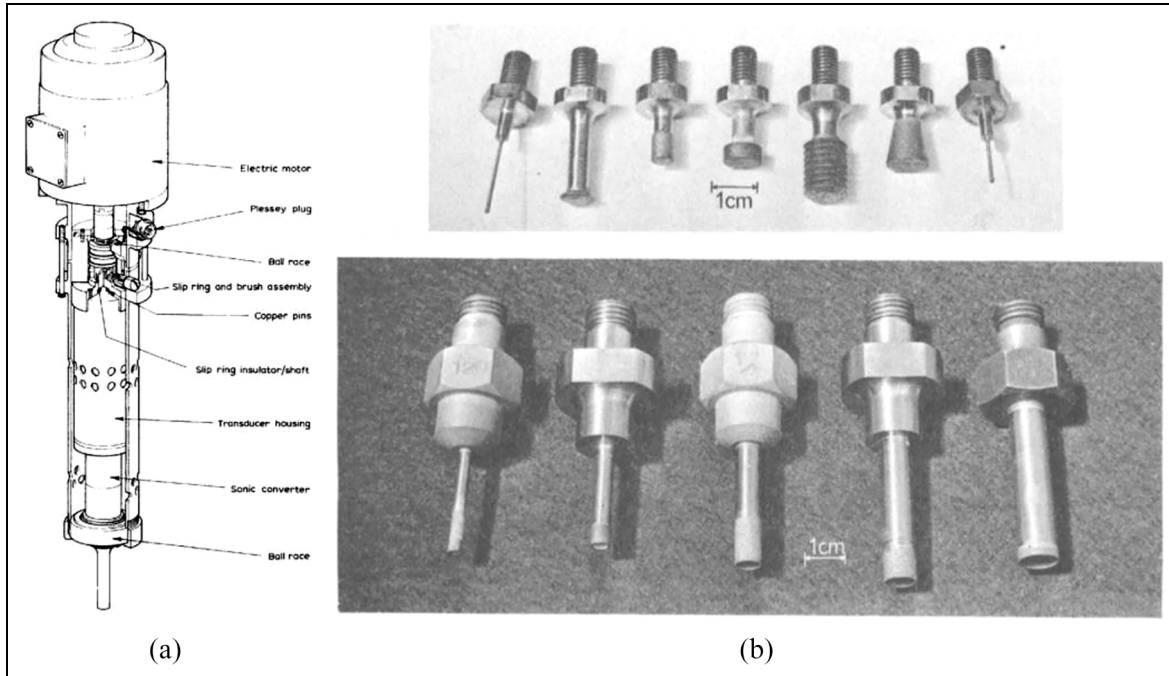 Electric motor
Plessey plug
Ball race
Slip ring and brush assembly
Copper pins
Slip ring insulator/shaft
Transducer housing
Sonic converter
Ball race
1cm
1cm
(a)
(b)